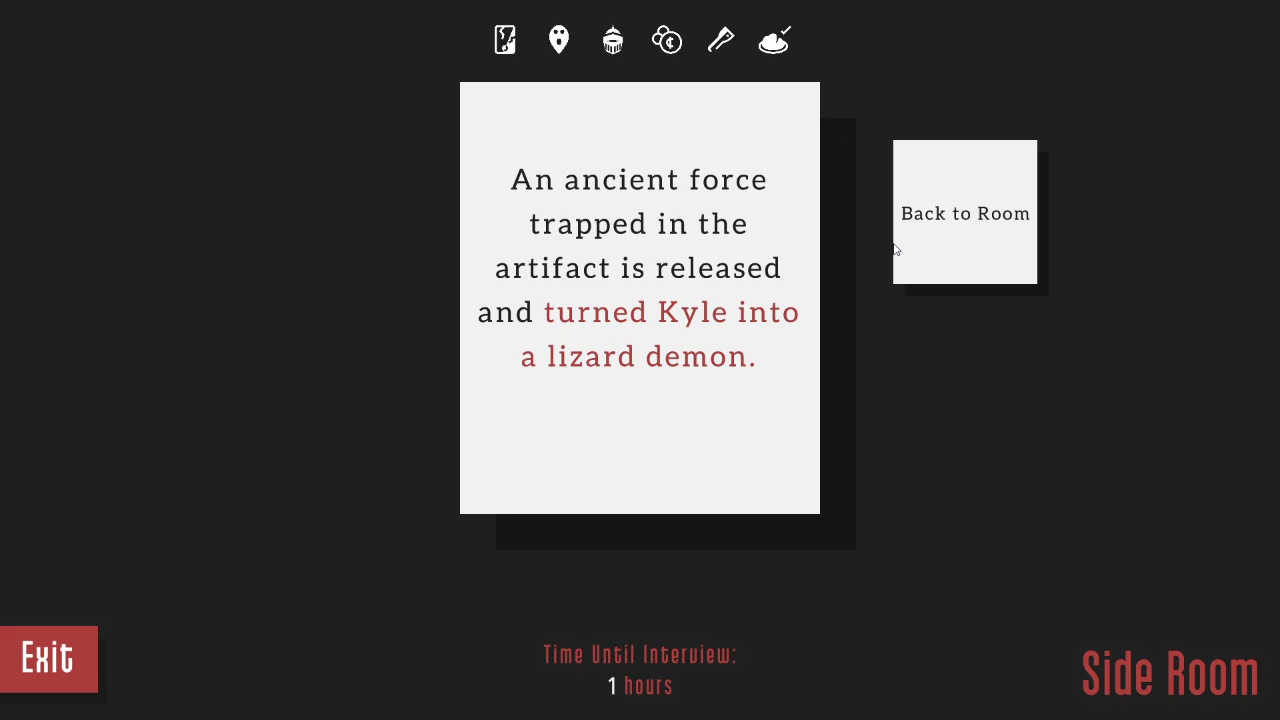 An ancient force
trapped in the
artifact is released
and turned Kyle into
a lizard demon.
Back to Room
Exit
Time Until Interview:
1 hours
Side Room